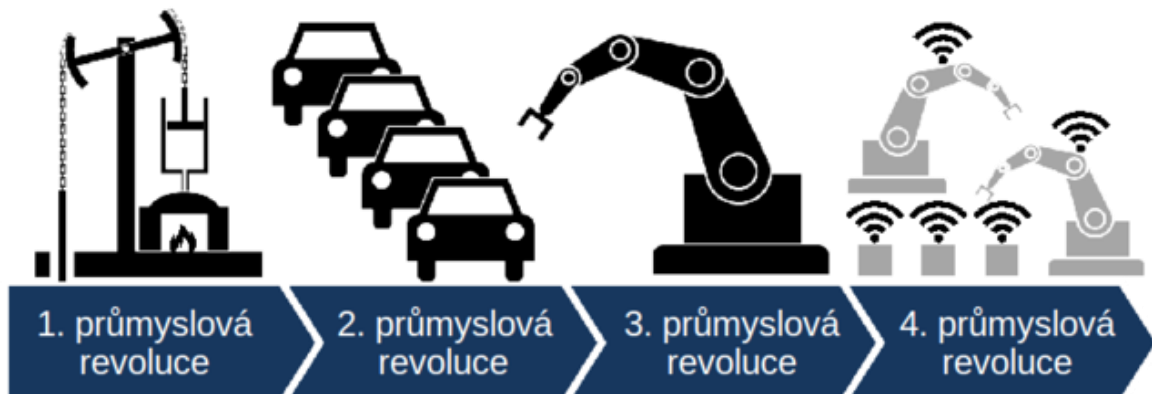 1. průmyslová
revoluce
2. průmyslová
revoluce
3. průmyslová
revoluce
4. průmyslová
revoluce